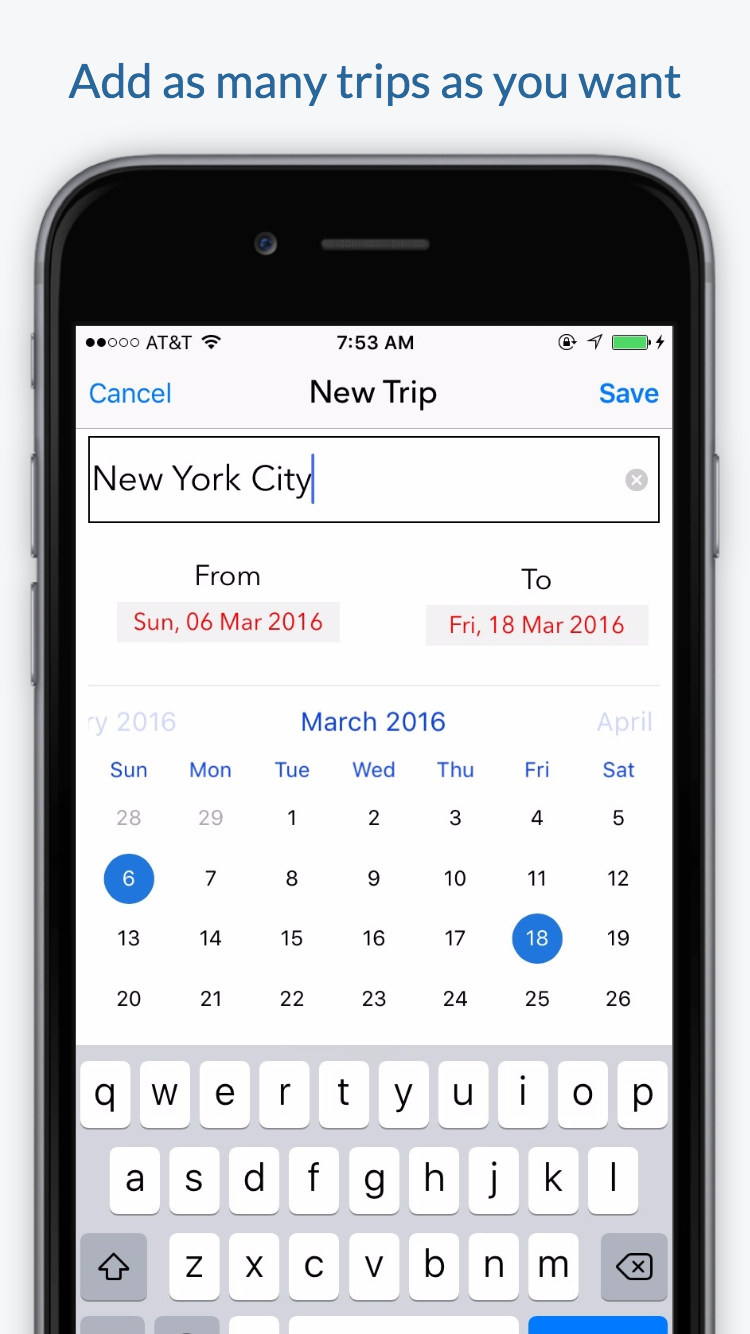 Add as many trips as you want
AT&T 7:53 AM
Cancel New Trip Save
New York City
From To
Sun, 06 Mar 2016 Fri, 18 Mar 2016
ry 2016 March 2016 April
Sun Mon Tue Wed Thu Fri Sat
28 29 1 2 3 4 5
6 7 8 9 10 11 12
13 14 15 16 17 18 19
20 21 22 23 24 25 26
q w e r t y u i o p
a s d f g h j k l
z x c v b n m